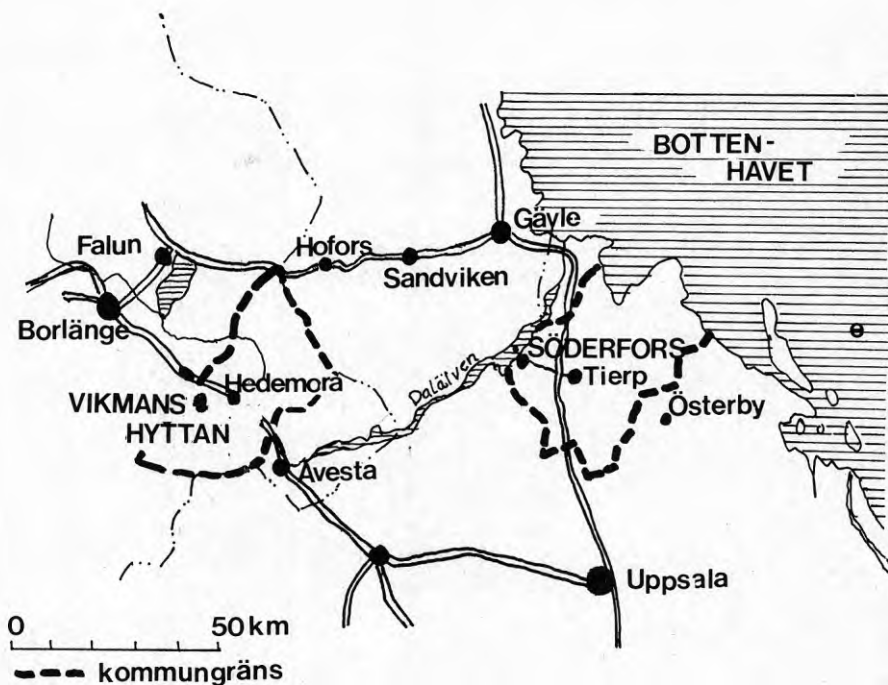 BOTTEN-
HAVET
Gävle
Falun
Hofors
Sandviken
Borlänge
SÖDERFORS
Hedemora
Dalälven
Tierp
VIKMANS
HYTTAN
Österby
Avesta
Uppsala
0 50 km
kommungräns